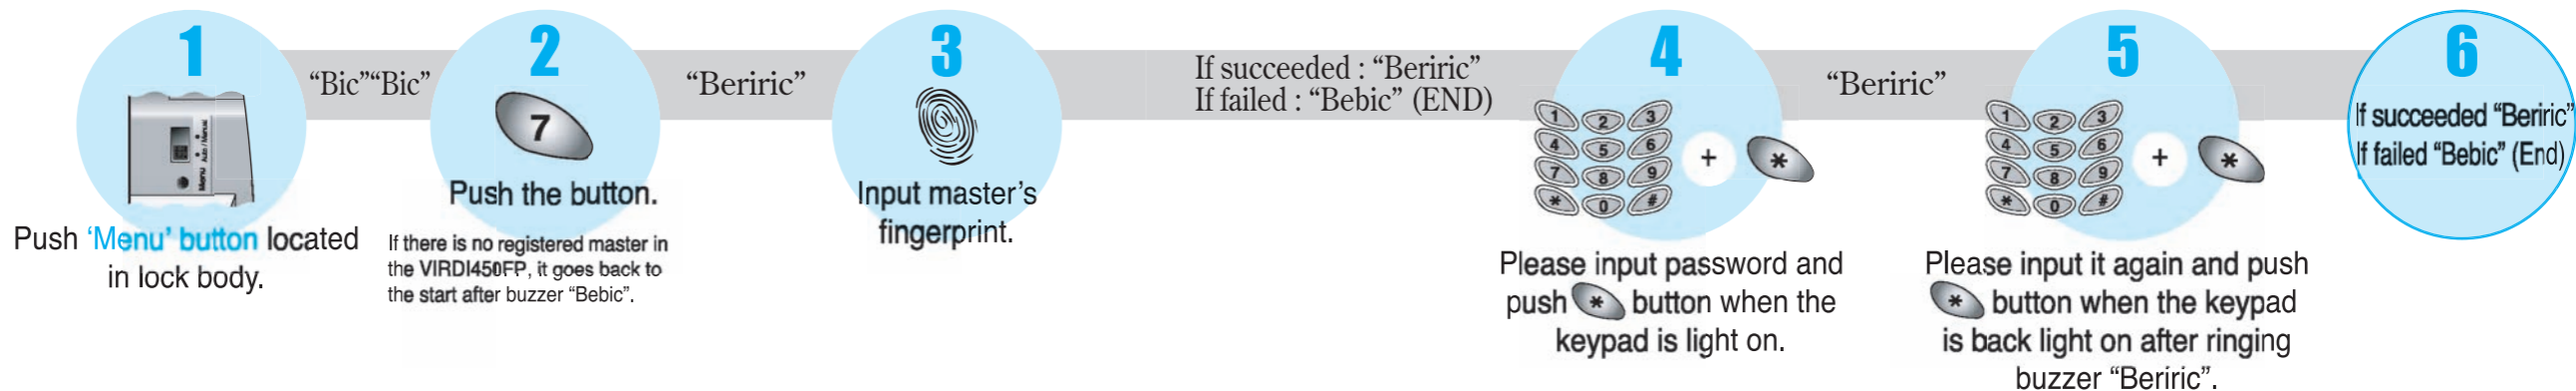 1
Menu
Auto / Manual
Push ‘Menu’ button located
in lock body.
“Bic”“Bic”
2
7
Push the button.
If there is no registered master in
the VIRDI450FP, it goes back to
the start after buzzer “Bebic”.
“Beriric”
3
Input master’s
fingerprint.
If succeeded : “Beriric”
If failed : “Bebic” (END)
4
1 2 3
4 5 6
7 8 9
* 0 #
+ *
Please input password and
push * button when the
keypad is light on.
“Beriric”
5
1 2 3
4 5 6
7 8 9
* 0 #
+ *
Please input it again and push
* button when the keypad
is back light on after ringing
buzzer “Beriric”.
6
If succeeded “Beriric”
If failed “Bebic” (End)